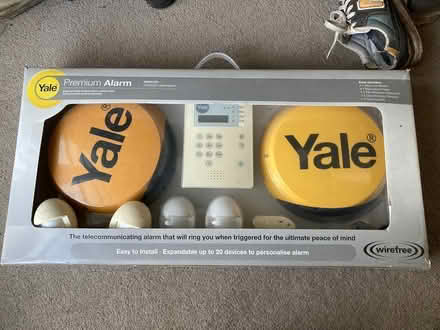 Yale
Premium Alarm
Yale®
Yale
Yale®
The telecommunicating alarm that will ring you when triggered for the ultimate peace of mind
Easy to Install - Expandable up to 20 devices to personalise alarm
wirefree